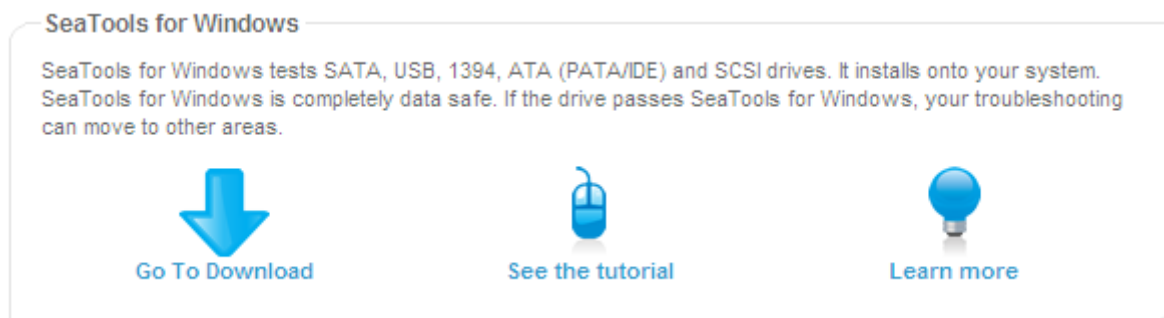 SeaTools for Windows
SeaTools for Windows tests SATA, USB, 1394, ATA (PATA/IDE) and SCSI drives. It installs onto your system.
SeaTools for Windows is completely data safe. If the drive passes SeaTools for Windows, your troubleshooting
can move to other areas.
Go To Download
See the tutorial
Learn more